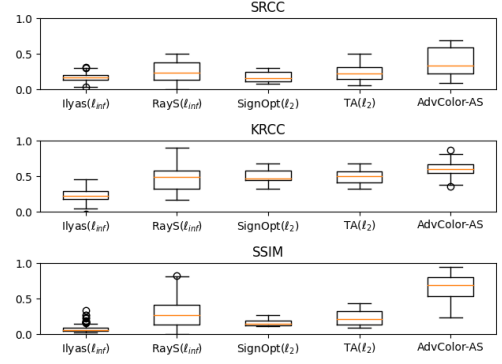 SRCC
1.0
0.5
0.0
Ilyas(ℓinf) RayS(ℓinf) SignOpt(ℓ2) TA(ℓ2) AdvColor-AS
KRCC
1.0
0.5
0.0
Ilyas(ℓinf) RayS(ℓinf) SignOpt(ℓ2) TA(ℓ2) AdvColor-AS
SSIM
1.0
0.5
0.0
Ilyas(ℓinf) RayS(ℓinf) SignOpt(ℓ2) TA(ℓ2) AdvColor-AS